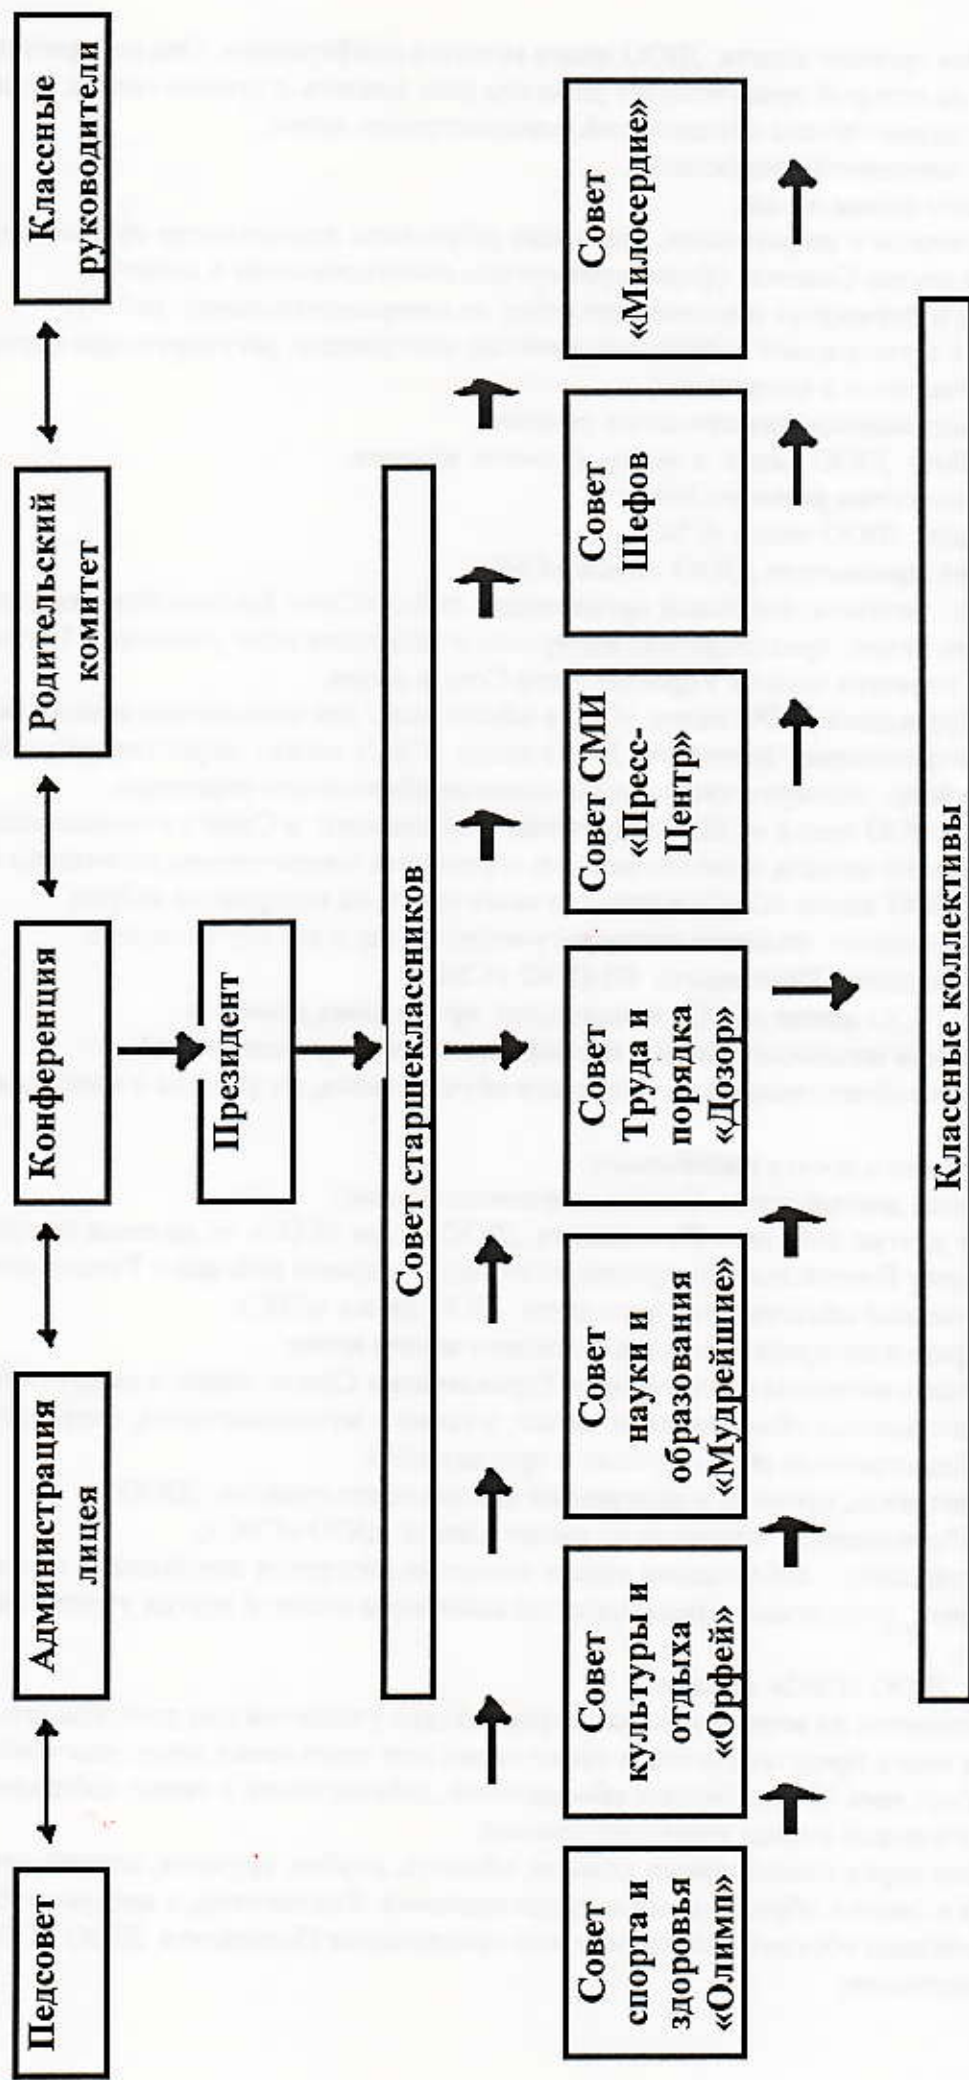 Педсовет
Администрация
лицея
Конференция
Родительский
комитет
Классные
руководители
Президент
Совет старшеклассников
Совет
спорта и
здоровья
«Олимп»
Совет
культуры и
отдыха
«Орфей»
Совет
науки и
образования
«Мудрейшие»
Совет
Труда и
порядка
«Дозор»
Совет СМИ
«Пресс-
Центр»
Совет
Шефов
Совет
«Милосердие»
Классные коллективы